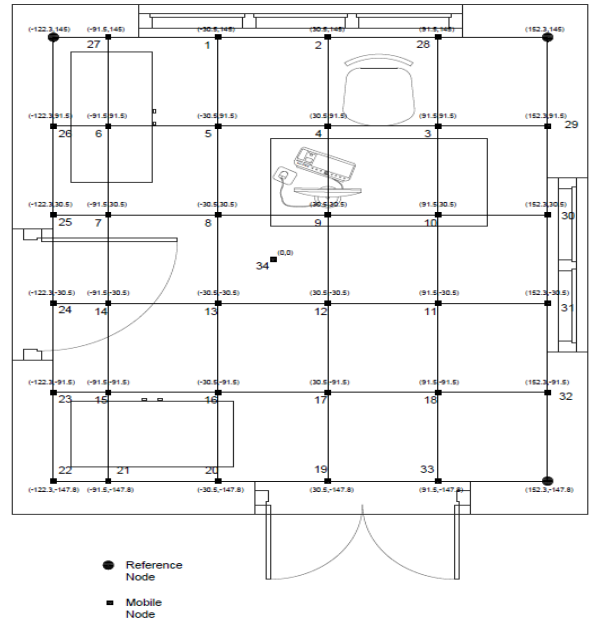 (-122.3,145) (-91.5,145) (-30.5,145) (30.5,145) (91.5,145) (152.3,145)
27 1 2 28
(-122.3,91.5) (-91.5,91.5) (-30.5,91.5) (30.5,91.5) (91.5,91.5) (152.3,91.5)
26 6 5 4 3 29
(-122.3,30.5) (-91.5,30.5) (-30.5,30.5) (30.5,30.5) (91.5,30.5) (152.3,30.5)
25 7 8 9 10 30
(0,0)
34
(-122.3,-30.5) (-91.5,-30.5) (-30.5,-30.5) (30.5,-30.5) (91.5,-30.5) (152.3,-30.5)
24 14 13 12 11 31
(-122.3,-91.5) (-91.5,-91.5) (-30.5,-91.5) (30.5,-91.5) (91.5,-91.5) (152.3,-91.5)
23 15 16 17 18 32
22 21 20 19 33
(-122.3,-147.8) (-91.5,-147.8) (-30.5,-147.8) (30.5,-147.8) (91.5,-147.8) (152.3,-147.8)
Reference
Node
Mobile
Node